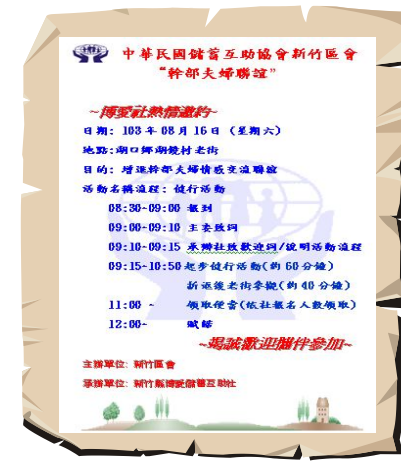 中華民國儲蓄互助協會新竹區會
“幹部夫婦聯誼”
~博愛社熱情邀約~
日期: 103年08月16日 (星期六)
地點:湖口鄉湖鏡村老街
目的: 增進幹部夫婦情感交流聯誼
活動名稱流程: 健行活動
08:30~09:00 報到
09:00~09:10 主委致詞
09:10~09:15 承辦社致歡迎詞/說明活動流程
09:15~10:50 起步健行活動(約60分鐘)
折返後老街參觀(約40分鐘)
11:00 ~ 領取便當(依社報名人數領取)
12:00~ 賦歸
~竭誠歡迎攜伴參加~
主辦單位: 新竹區會
承辦單位: 新竹縣博愛儲蓄互助社